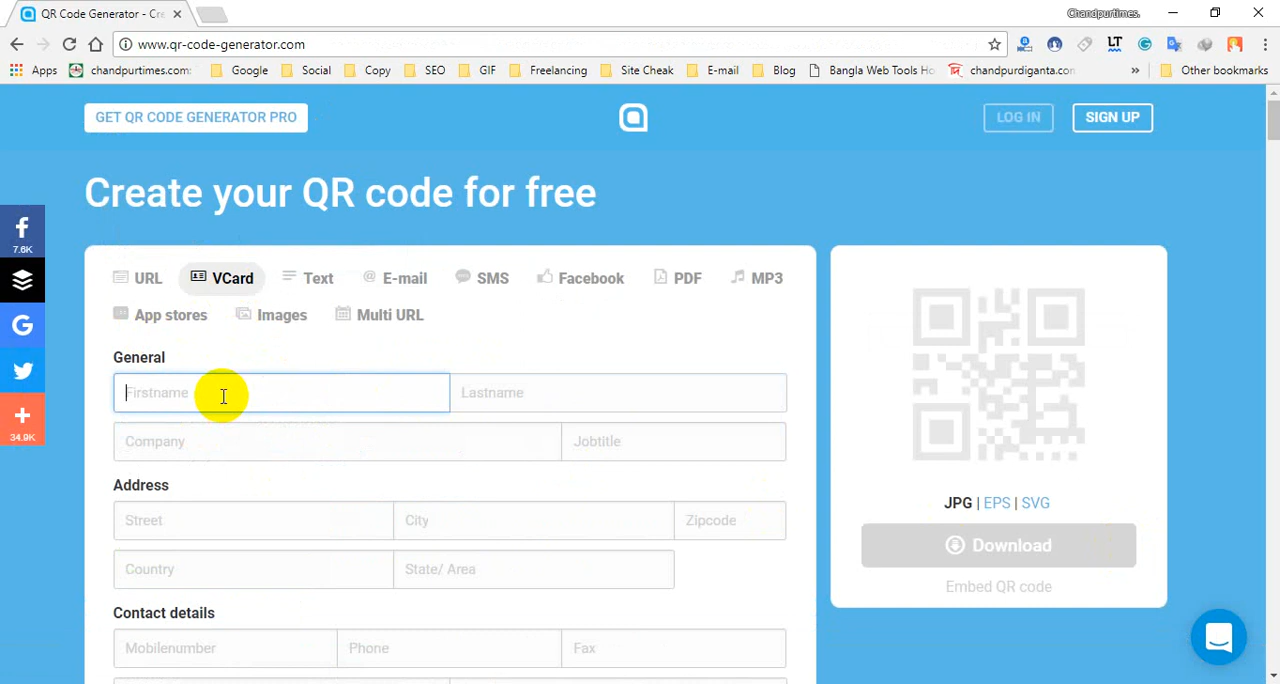 QR Code Generator - Cre
Chandpurtimes.
www.qr-code-generator.com
Apps chandpurtimes.com: Google Social Copy SEO GIF Freelancing Site Cheak E-mail Blog Bangla Web Tools Ho chandpurdiganta.con » Other bookmarks
GET QR CODE GENERATOR PRO
LOG IN
SIGN UP
Create your QR code for free
7.6K
34.9K
URL VCard Text E-mail SMS Facebook PDF MP3
App stores Images Multi URL
General
Firstname Lastname
Company Jobtitle
Address
Street City Zipcode
Country State/ Area
Contact details
Mobilenumber Phone Fax
JPG | EPS | SVG
Download
Embed QR code